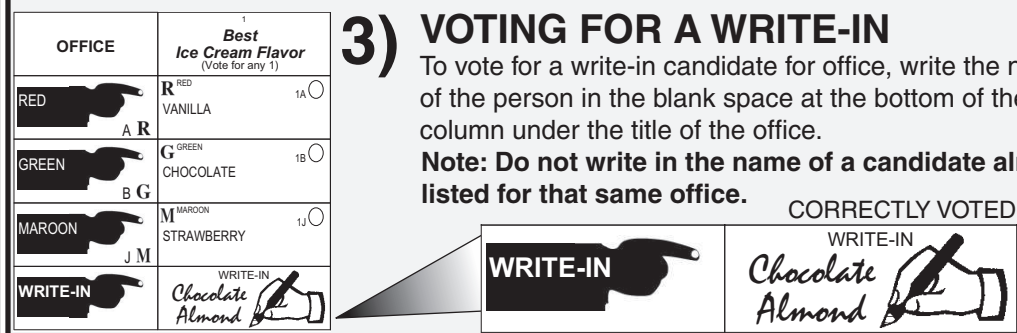 1
OFFICE
Best
Ice Cream Flavor
(Vote for any 1)
RED
A R
R RED
1A
VANILLA
GREEN
B G
G GREEN
1B
CHOCOLATE
MAROON
J M
M MAROON
1J
STRAWBERRY
WRITE-IN
WRITE-IN
Chocolate
Almond
3) VOTING FOR A WRITE-IN
To vote for a write-in candidate for office, write the
of the person in the blank space at the bottom of
column under the title of the office.
Note: Do not write in the name of a candidate
listed for that same office.
CORRECTLY VOTED
WRITE-IN
WRITE-IN
Chocolate
Almond